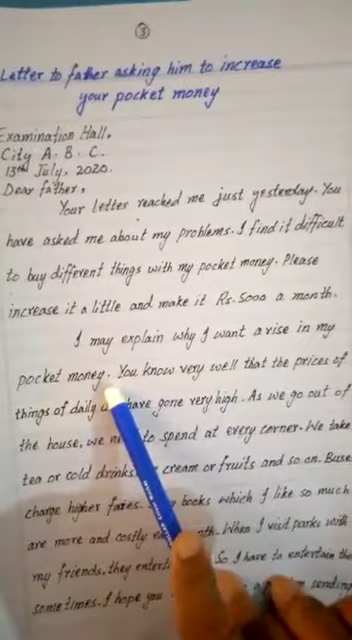 3
Letter to father asking him to increase
your pocket money
Examination Hall,
City A. B. C.
13th July, 2020.
Dear father,
Your letter reached me just yesterday. You
have asked me about my problems. I find it difficult
to buy different things with my pocket money. Please
increase it a little and make it Rs. 5000 a month.
I may explain why I want a rise in my
pocket money. You know very well that the prices of
things of daily have gone very high. As we go out of
the house, we to spend at every corner. We take
tea or cold drinks cream or fruits and so on. Buses
charge higher fares. books which I like so much
are more and costly When I visit parks with
my friends, they So I have to entertain the
sometimes. I hope you sending